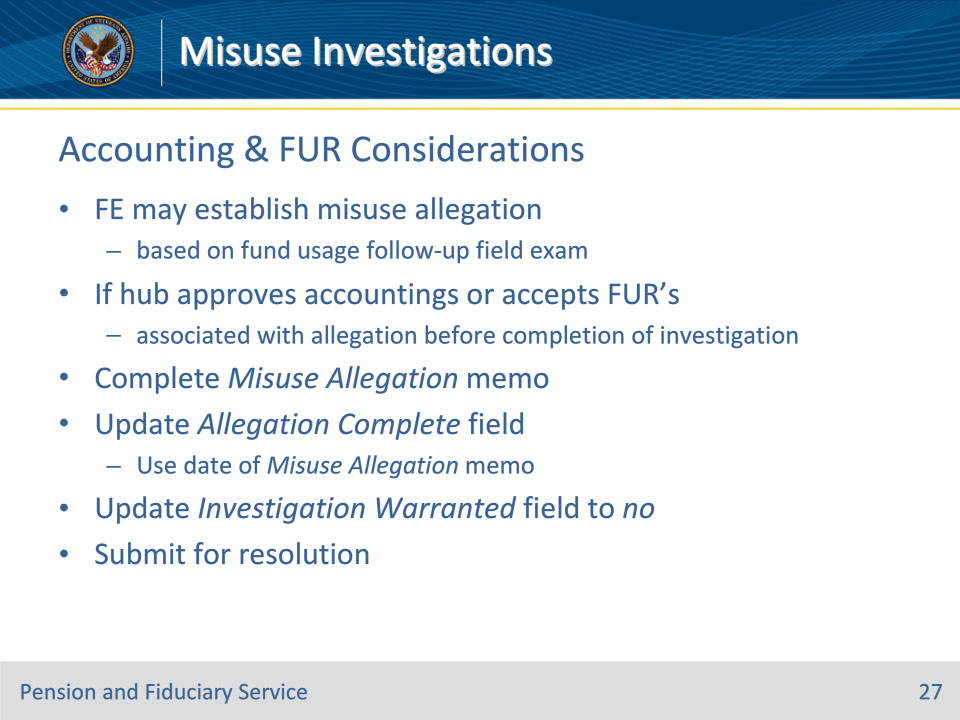 Misuse Investigations
Accounting & FUR Considerations
• FE may establish misuse allegation
– based on fund usage follow-up field exam
• If hub approves accountings or accepts FUR’s
– associated with allegation before completion of investigation
• Complete Misuse Allegation memo
• Update Allegation Complete field
– Use date of Misuse Allegation memo
• Update Investigation Warranted field to no
• Submit for resolution
Pension and Fiduciary Service
27